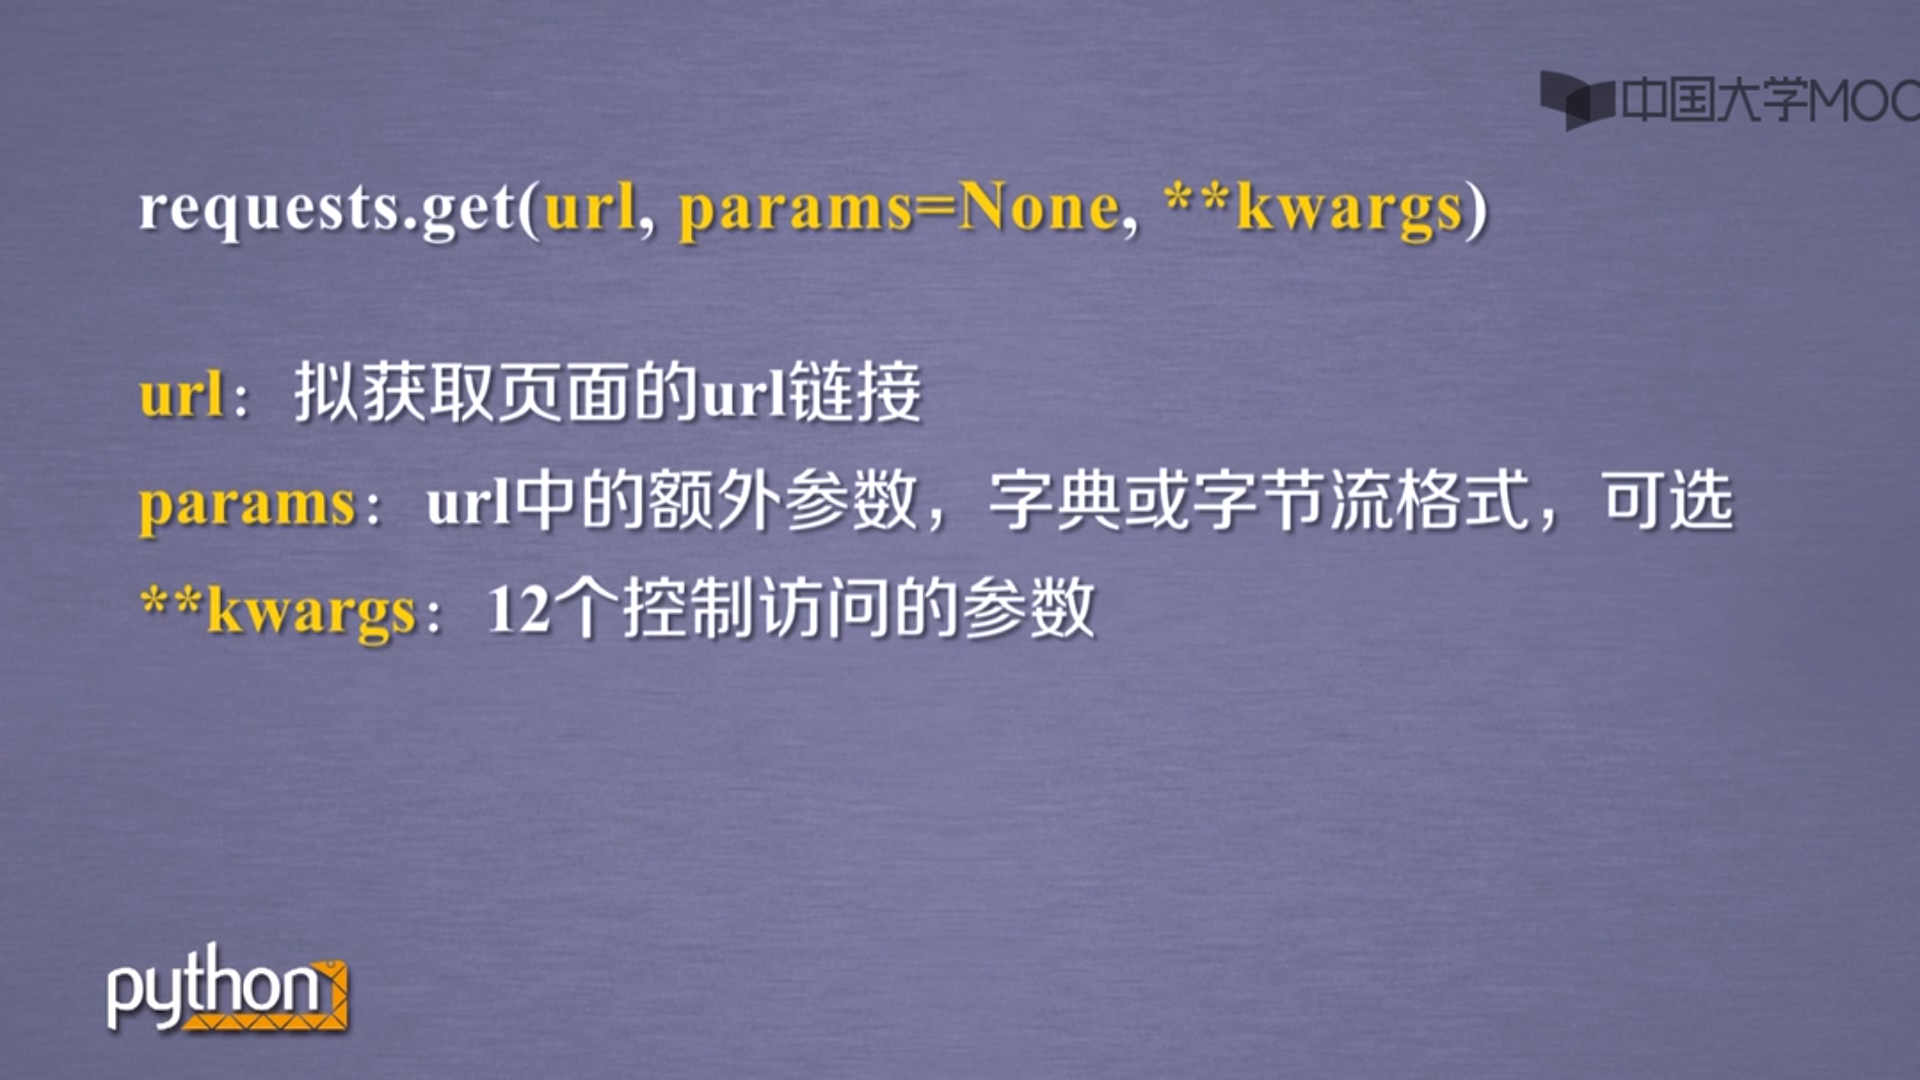 中国大学MOO
requests.get(url, params=None, **kwargs)
url：拟获取页面的url链接
params：url中的额外参数，字典或字节流格式，可选
**kwargs：12个控制访问的参数
python